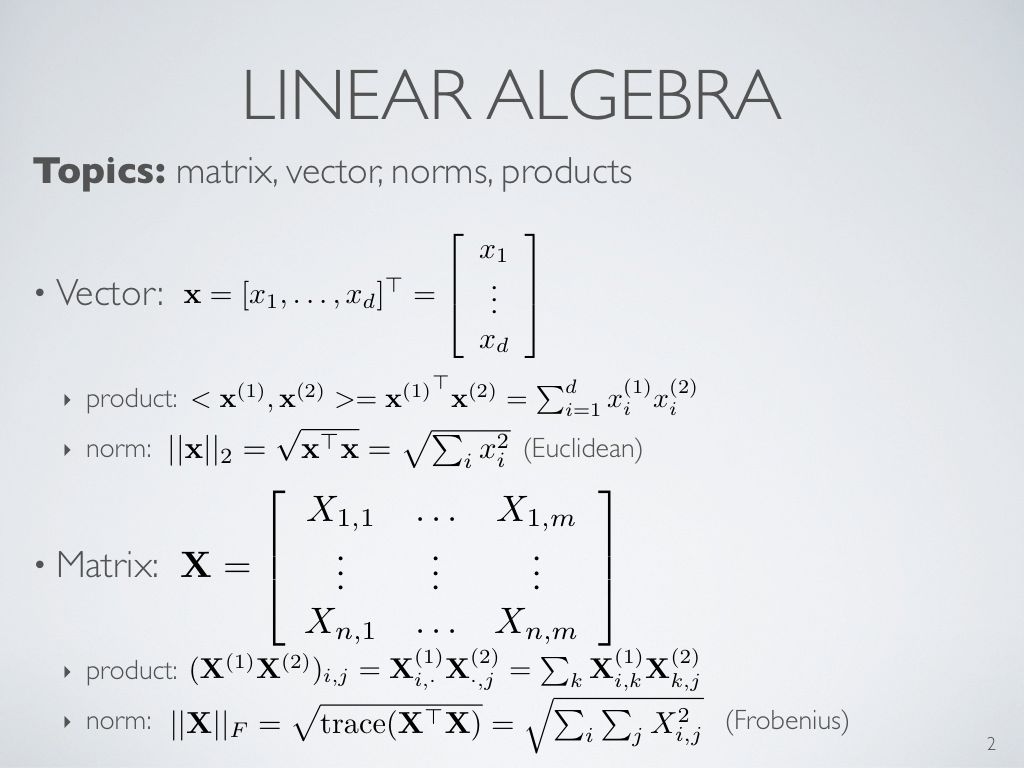 LINEAR ALGEBRA
Topics: matrix, vector, norms, products
• Vector: $\mathbf{x} = [x_1, \ldots, x_d]^\top = \begin{bmatrix} x_1 \\ \vdots \\ x_d \end{bmatrix}$
‣ product: $< \mathbf{x}^{(1)}, \mathbf{x}^{(2)} >= {\mathbf{x}^{(1)}}^\top \mathbf{x}^{(2)} = \sum_{i=1}^{d} x_i^{(1)} x_i^{(2)}$
‣ norm: $||\mathbf{x}||_2 = \sqrt{\mathbf{x}^\top \mathbf{x}} = \sqrt{\sum_i x_i^2}$ (Euclidean)
• Matrix: $\mathbf{X} = \begin{bmatrix} X_{1,1} & \ldots & X_{1,m} \\ \vdots & \vdots & \vdots \\ X_{n,1} & \ldots & X_{n,m} \end{bmatrix}$
‣ product: $(\mathbf{X}^{(1)} \mathbf{X}^{(2)})_{i,j} = \mathbf{X}_{i,\cdot}^{(1)} \mathbf{X}_{\cdot,j}^{(2)} = \sum_k \mathbf{X}_{i,k}^{(1)} \mathbf{X}_{k,j}^{(2)}$
‣ norm: $||\mathbf{X}||_F = \sqrt{\text{trace}(\mathbf{X}^\top \mathbf{X})} = \sqrt{\sum_i \sum_j X_{i,j}^2}$ (Frobenius)
2